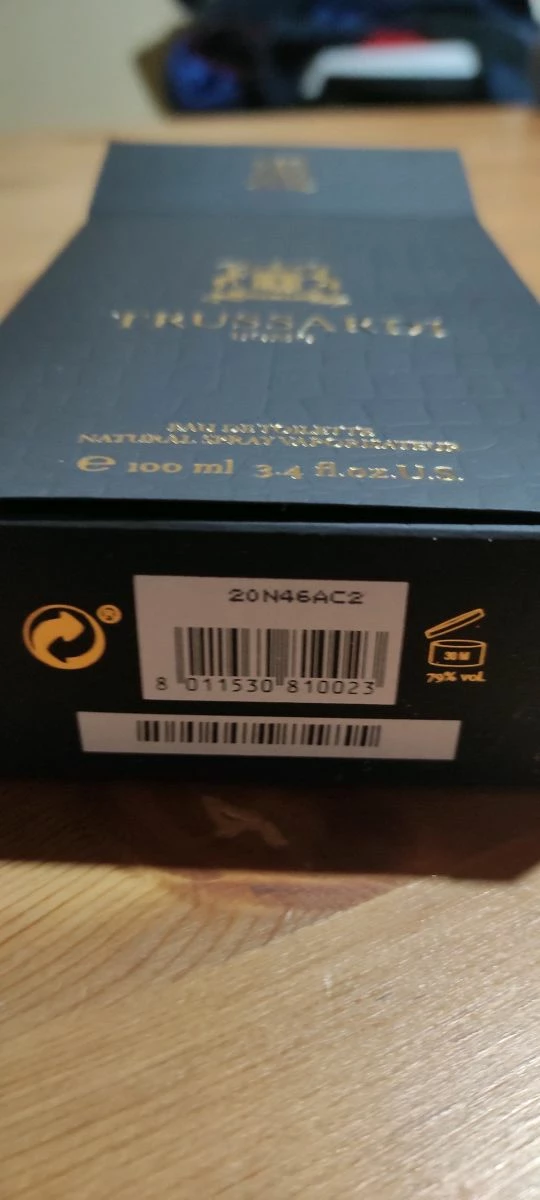 TRUSSARDI
EAU DE TOILETTE
NATURAL SPRAY VAPORISATEUR
e 100 ml 3.4 fl.oz.U.S.
20N46AC2
8 011530 810023
30 M
79% vol.